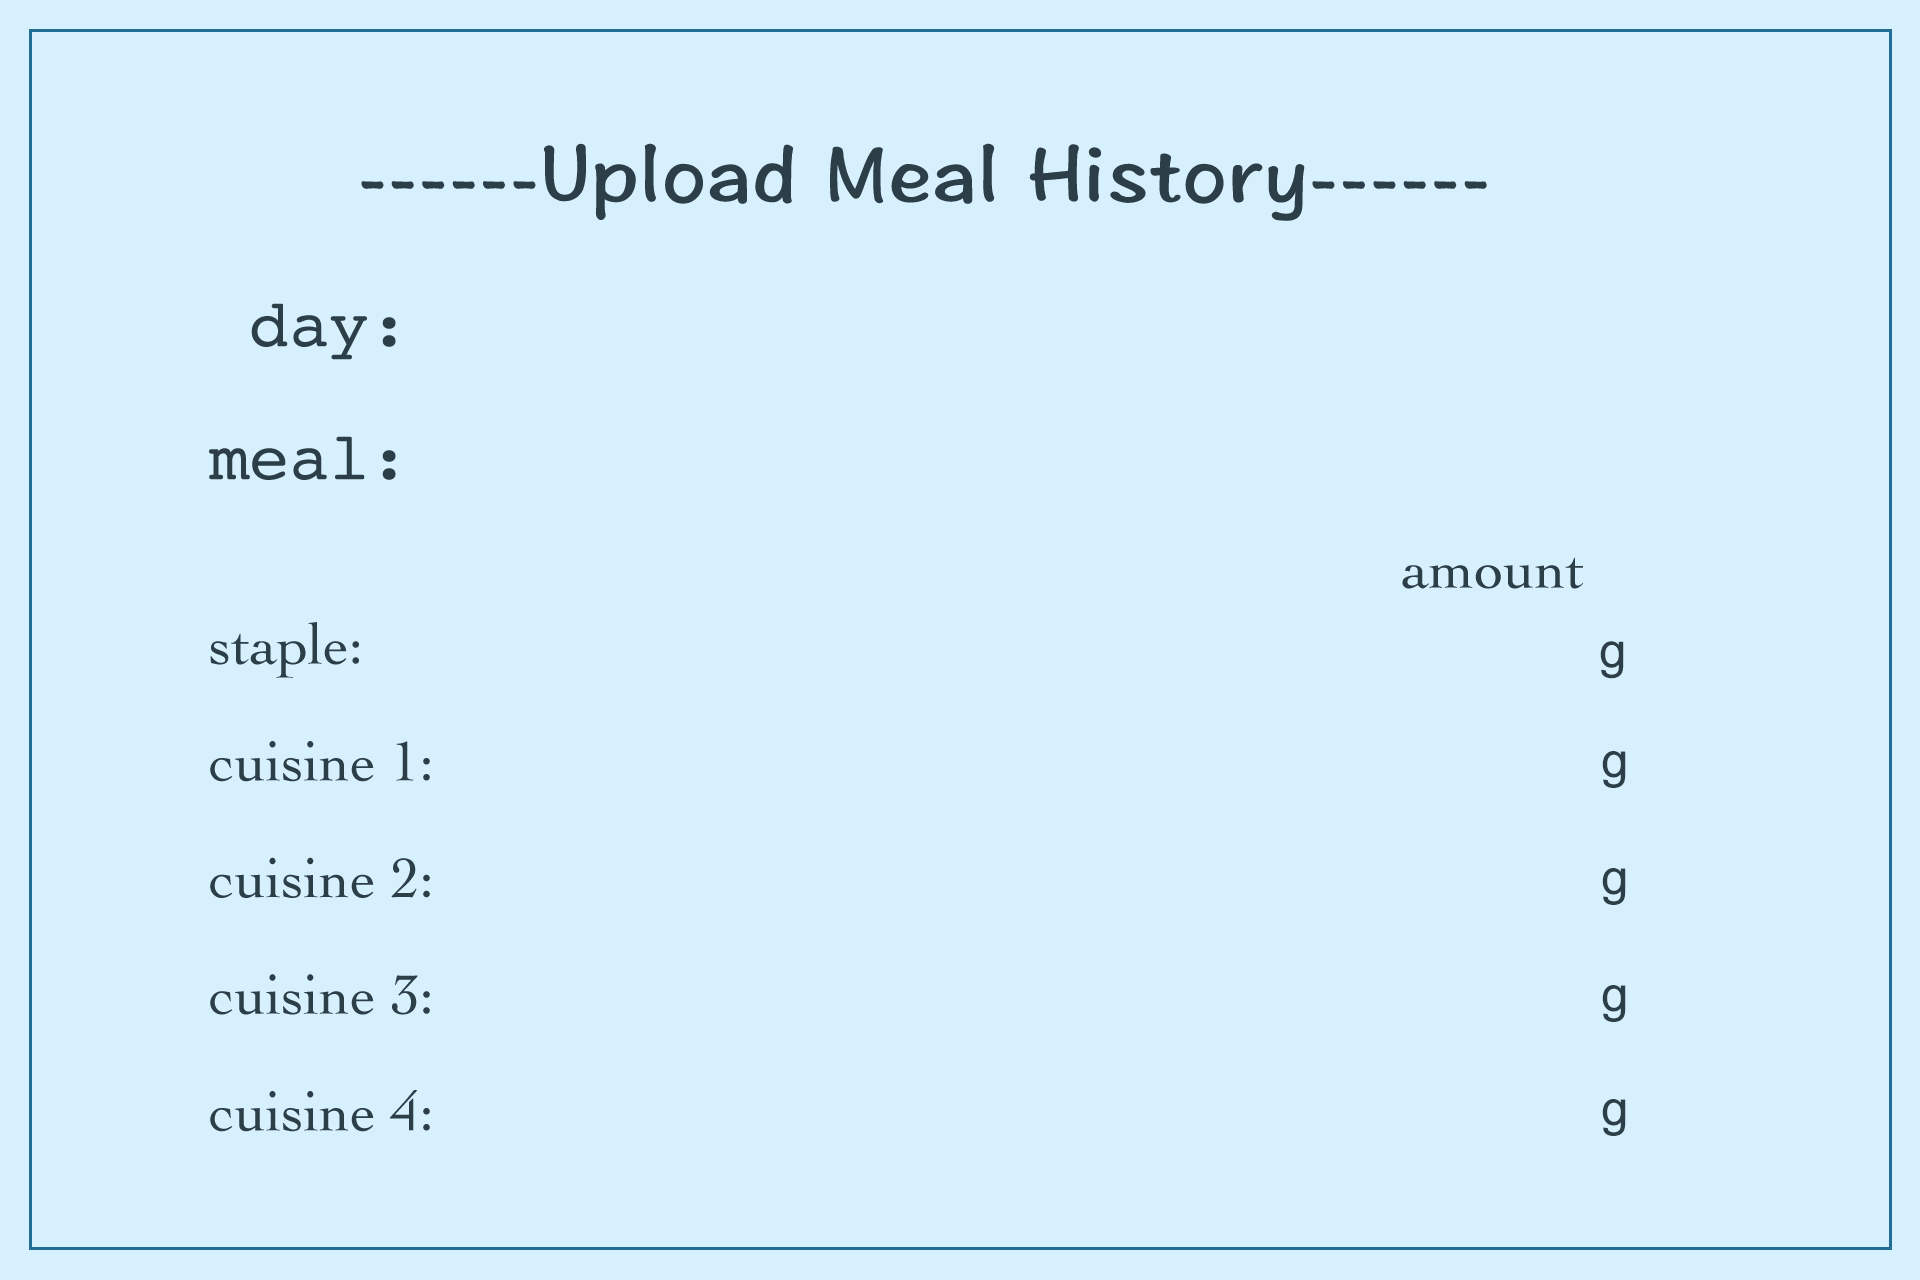 ------Upload Meal History------
day:
meal:
amount
staple: g
cuisine 1: g
cuisine 2: g
cuisine 3: g
cuisine 4: g